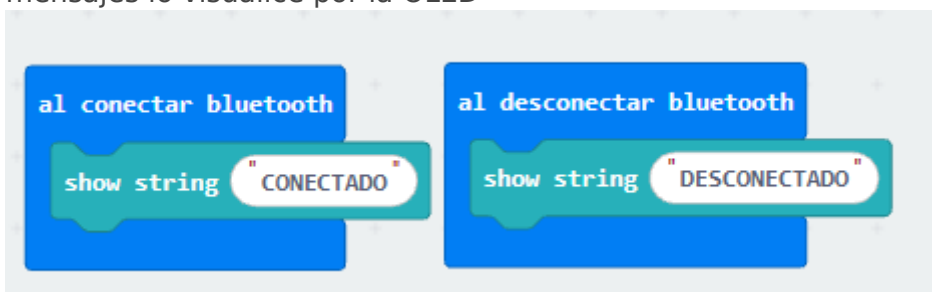 mensajes lo visualice por la OLED
al conectar bluetooth
show string "CONECTADO"
al desconectar bluetooth
show string "DESCONECTADO"